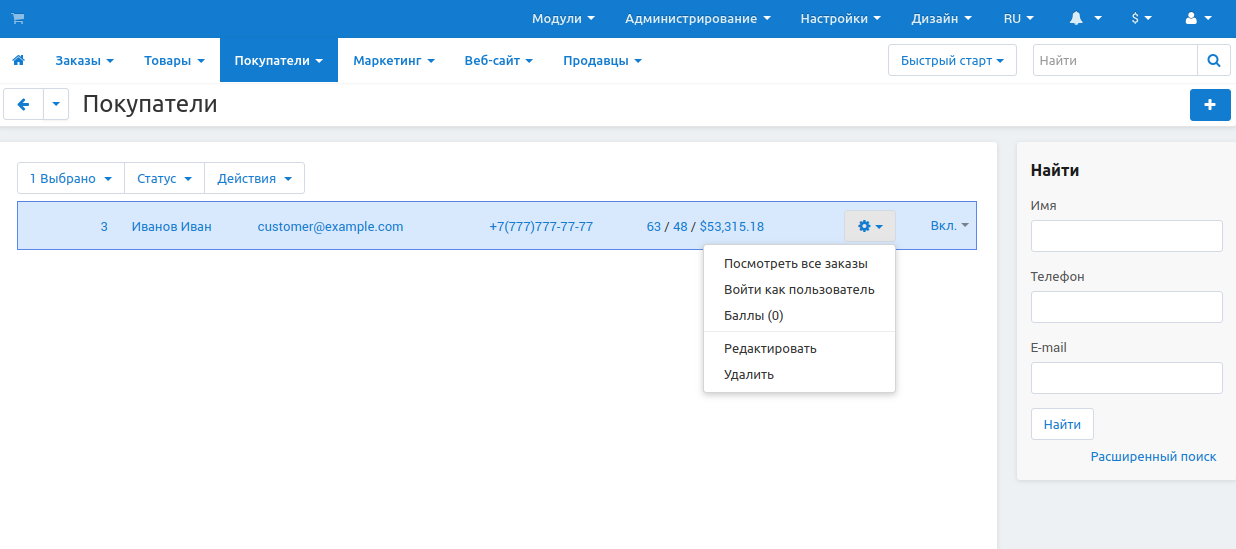 Модули Администрирование Настройки Дизайн RU $
Заказы Товары Покупатели Маркетинг Веб-сайт Продавцы Быстрый старт Найти
Покупатели
1 Выбрано Статус Действия
3 Иванов Иван customer@example.com +7(777)777-77-77 63 / 48 / $53,315.18 Вкл.
Посмотреть все заказы
Войти как пользователь
Баллы (0)
Редактировать
Удалить
Найти
Имя
Телефон
E-mail
Найти
Расширенный поиск